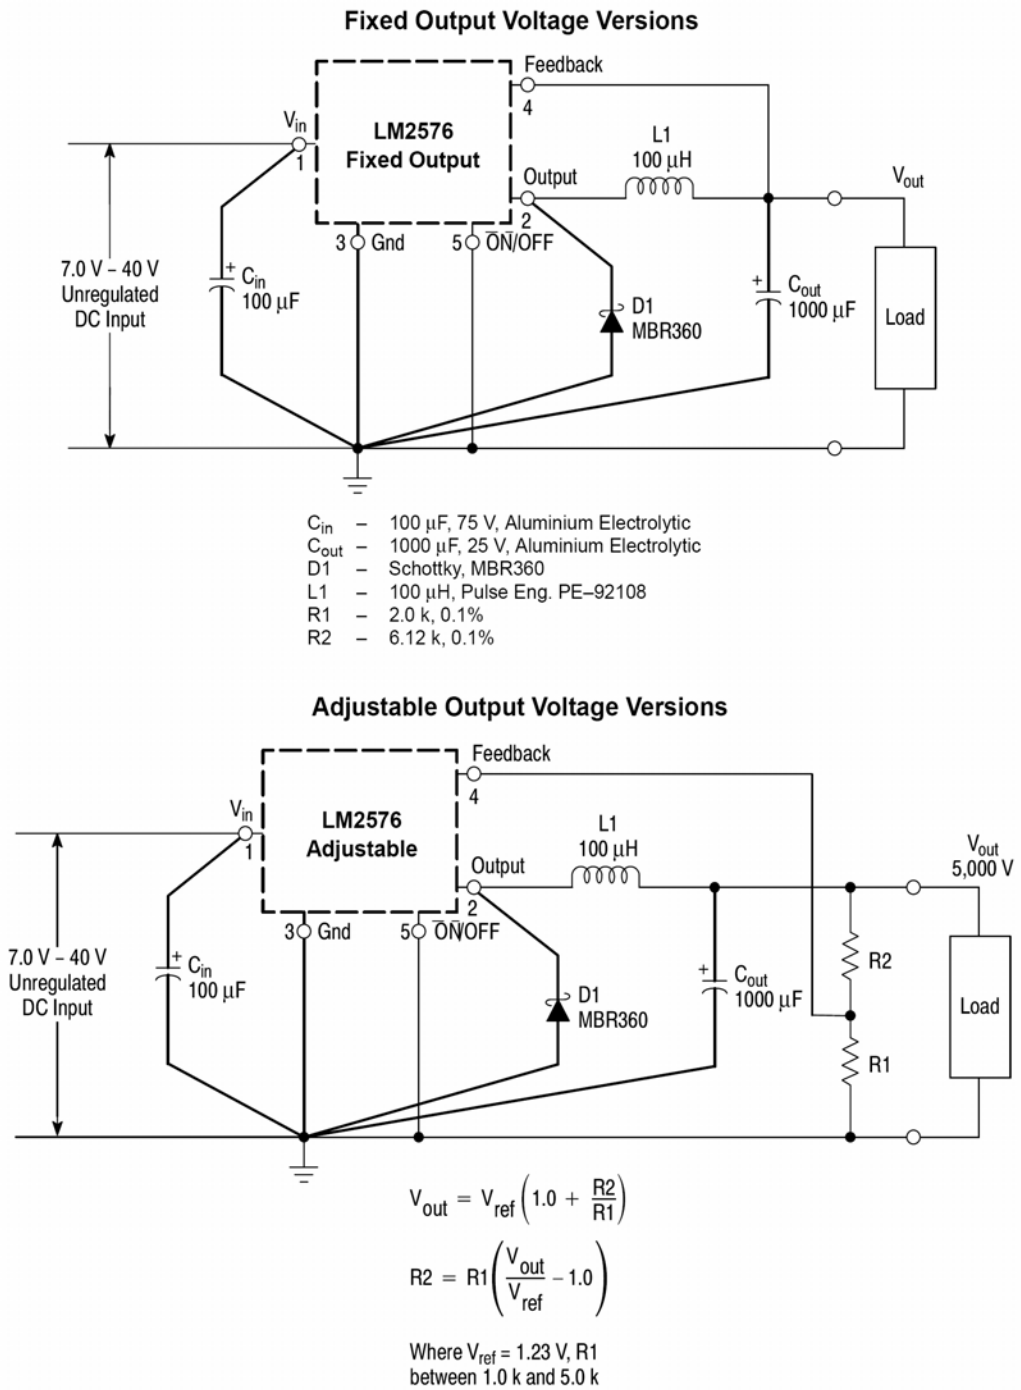 Fixed Output Voltage Versions
Feedback
4
Vin
1
LM2576
Fixed Output
L1
100 μH
Output
2
Vout
3 Gnd
5 ON/OFF
7.0 V – 40 V
Unregulated
DC Input
+ Cin
100 μF
D1
MBR360
+ Cout
1000 μF
Load
Cin – 100 μF, 75 V, Aluminium Electrolytic
Cout – 1000 μF, 25 V, Aluminium Electrolytic
D1 – Schottky, MBR360
L1 – 100 μH, Pulse Eng. PE–92108
R1 – 2.0 k, 0.1%
R2 – 6.12 k, 0.1%
Adjustable Output Voltage Versions
Feedback
4
Vin
1
LM2576
Adjustable
L1
100 μH
Output
2
Vout
5,000 V
3 Gnd
5 ON/OFF
7.0 V – 40 V
Unregulated
DC Input
+ Cin
100 μF
D1
MBR360
+ Cout
1000 μF
R2
R1
Load
Vout = Vref (1.0 + R2/R1)
R2 = R1 (Vout/Vref – 1.0)
Where Vref = 1.23 V, R1
between 1.0 k and 5.0 k